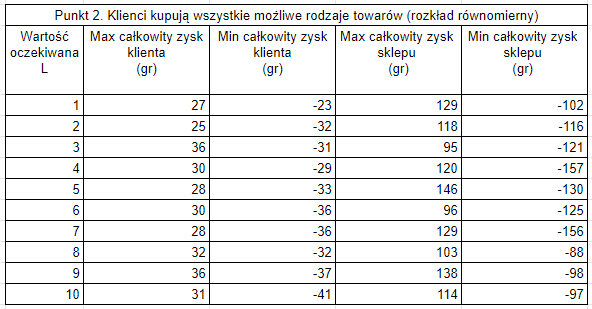 Punkt 2. Klienci kupują wszystkie możliwe rodzaje towarów (rozkład równomierny)
Wartość oczekiwana L | Max całkowity zysk klienta (gr) | Min całkowity zysk klienta (gr) | Max całkowity zysk sklepu (gr) | Min całkowity zysk sklepu (gr)
1 27 -23 129 -102
2 25 -32 118 -116
3 36 -31 95 -121
4 30 -29 120 -157
5 28 -33 146 -130
6 30 -36 96 -125
7 28 -36 129 -156
8 32 -32 103 -88
9 36 -37 138 -98
10 31 -41 114 -97